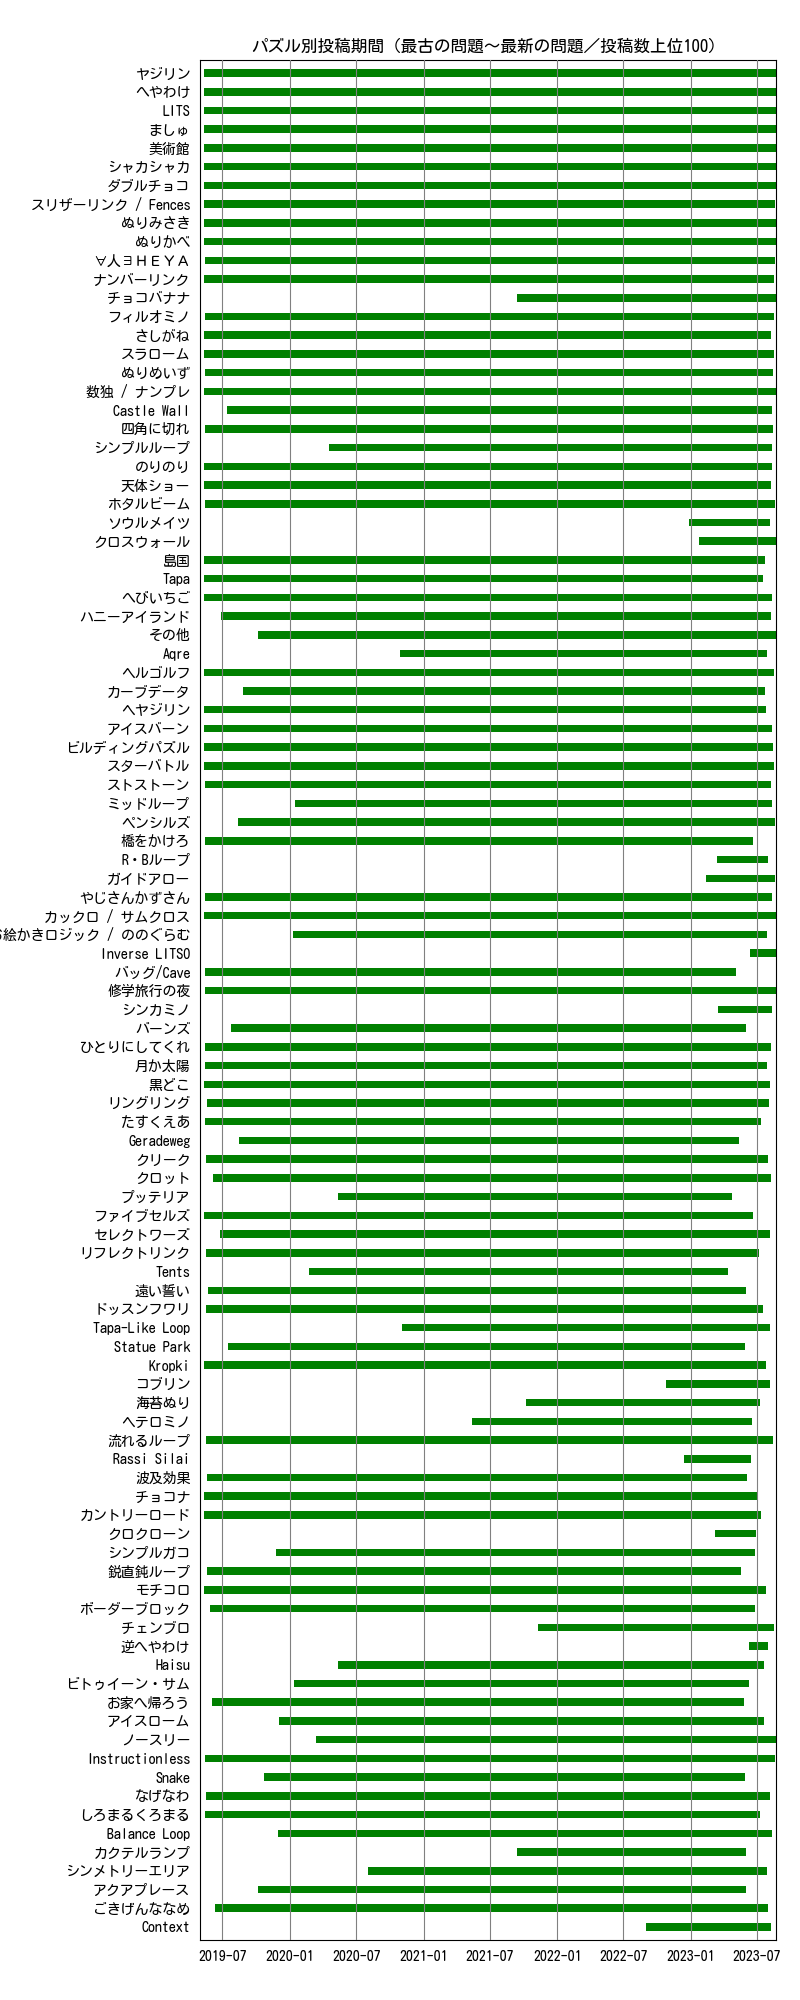 パズル別投稿期間（最古の問題～最新の問題／投稿数上位100）
ヤジリン
へやわけ
LITS
ましゅ
美術館
シャカシャカ
ダブルチョコ
スリザーリンク / Fences
ぬりみさき
ぬりかべ
∀人∃ＨＥＹＡ
ナンバーリンク
チョコバナナ
フィルオミノ
さしがね
スラローム
ぬりめいず
数独 / ナンプレ
Castle Wall
四角に切れ
シンプルループ
のりのり
天体ショー
ホタルビーム
ソウルメイツ
クロスウォール
島国
Tapa
へびいちご
ハニーアイランド
その他
Aqre
ヘルゴルフ
カーブデータ
ヘヤジリン
アイスバーン
ビルディングパズル
スターバトル
ストストーン
ミッドループ
ペンシルズ
橋をかけろ
R・Bループ
ガイドアロー
やじさんかずさん
カックロ / サムクロス
絵かきロジック / ののぐらむ
Inverse LITSO
バッグ/Cave
修学旅行の夜
シンカミノ
バーンズ
ひとりにしてくれ
月か太陽
黒どこ
リングリング
たすくえあ
Geradeweg
クリーク
クロット
プッテリア
ファイブセルズ
セレクトワーズ
リフレクトリンク
Tents
遠い誓い
ドッスンフワリ
Tapa-Like Loop
Statue Park
Kropki
コブリン
海苔ぬり
ヘテロミノ
流れるループ
Rassi Silai
波及効果
チョコナ
カントリーロード
クロクローン
シンプルガコ
鋭直鈍ループ
モチコロ
ボーダーブロック
チェンブロ
逆へやわけ
Haisu
ビトゥイーン・サム
お家へ帰ろう
アイスローム
ノースリー
Instructionless
Snake
なげなわ
しろまるくろまる
Balance Loop
カクテルランプ
シンメトリーエリア
アクアプレース
ごきげんななめ
Context
2019-07 2020-01 2020-07 2021-01 2021-07 2022-01 2022-07 2023-01 2023-07